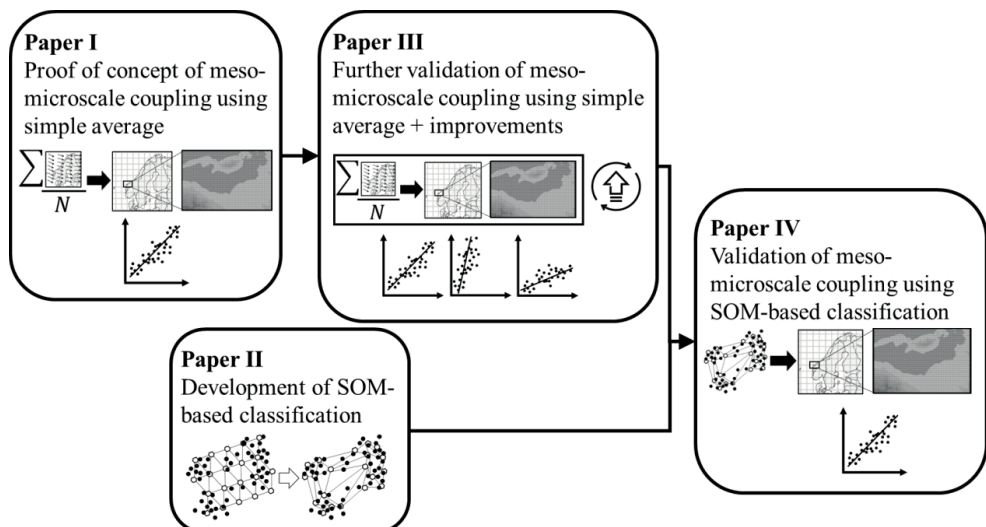 Paper I
Proof of concept of meso-
microscale coupling using
simple average
∑
N
Paper III
Further validation of meso-
microscale coupling using simple
average + improvements
∑
N
Paper II
Development of SOM-
based classification
Paper IV
Validation of meso-
microscale coupling using
SOM-based classification